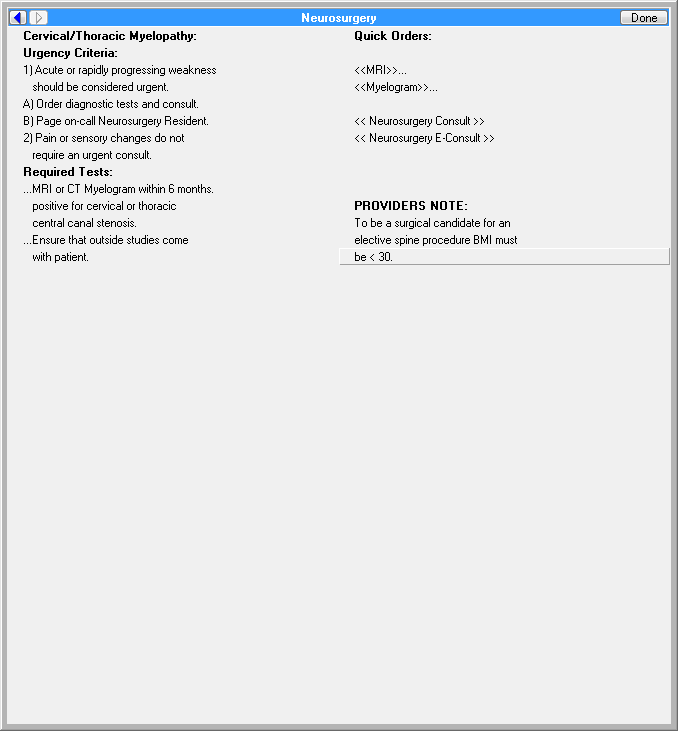 Neurosurgery
Done
Cervical/Thoracic Myelopathy:
Urgency Criteria:
1) Acute or rapidly progressing weakness
should be considered urgent.
A) Order diagnostic tests and consult.
B) Page on-call Neurosurgery Resident.
2) Pain or sensory changes do not
require an urgent consult.
Required Tests:
...MRI or CT Myelogram within 6 months.
positive for cervical or thoracic
central canal stenosis.
...Ensure that outside studies come
with patient.
Quick Orders:
<<MRI>>...
<<Myelogram>>...
<< Neurosurgery Consult >>
<< Neurosurgery E-Consult >>
PROVIDERS NOTE:
To be a surgical candidate for an
elective spine procedure BMI must
be < 30.